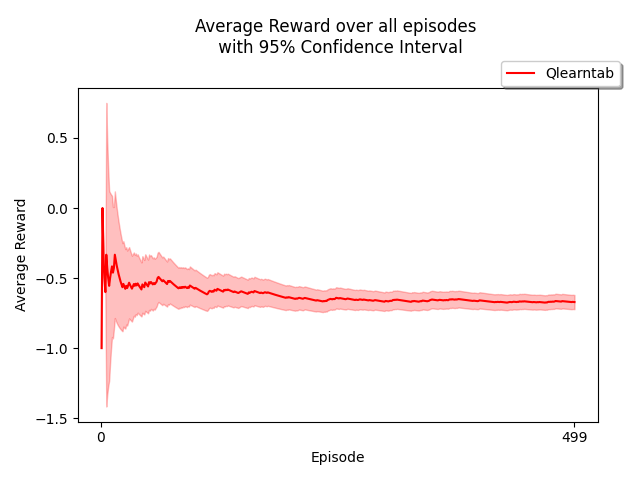 Average Reward over all episodes
with 95% Confidence Interval
Qlearntab
Average Reward
0.5
0.0
−0.5
−1.0
−1.5
0
499
Episode